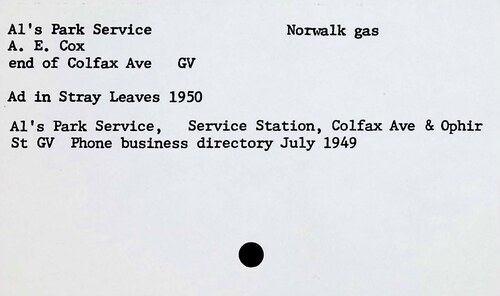 Al's Park Service Norwalk gas
A. E. Cox
end of Colfax Ave GV
Ad in Stray Leaves 1950
Al's Park Service, Service Station, Colfax Ave & Ophir
St GV Phone business directory July 1949